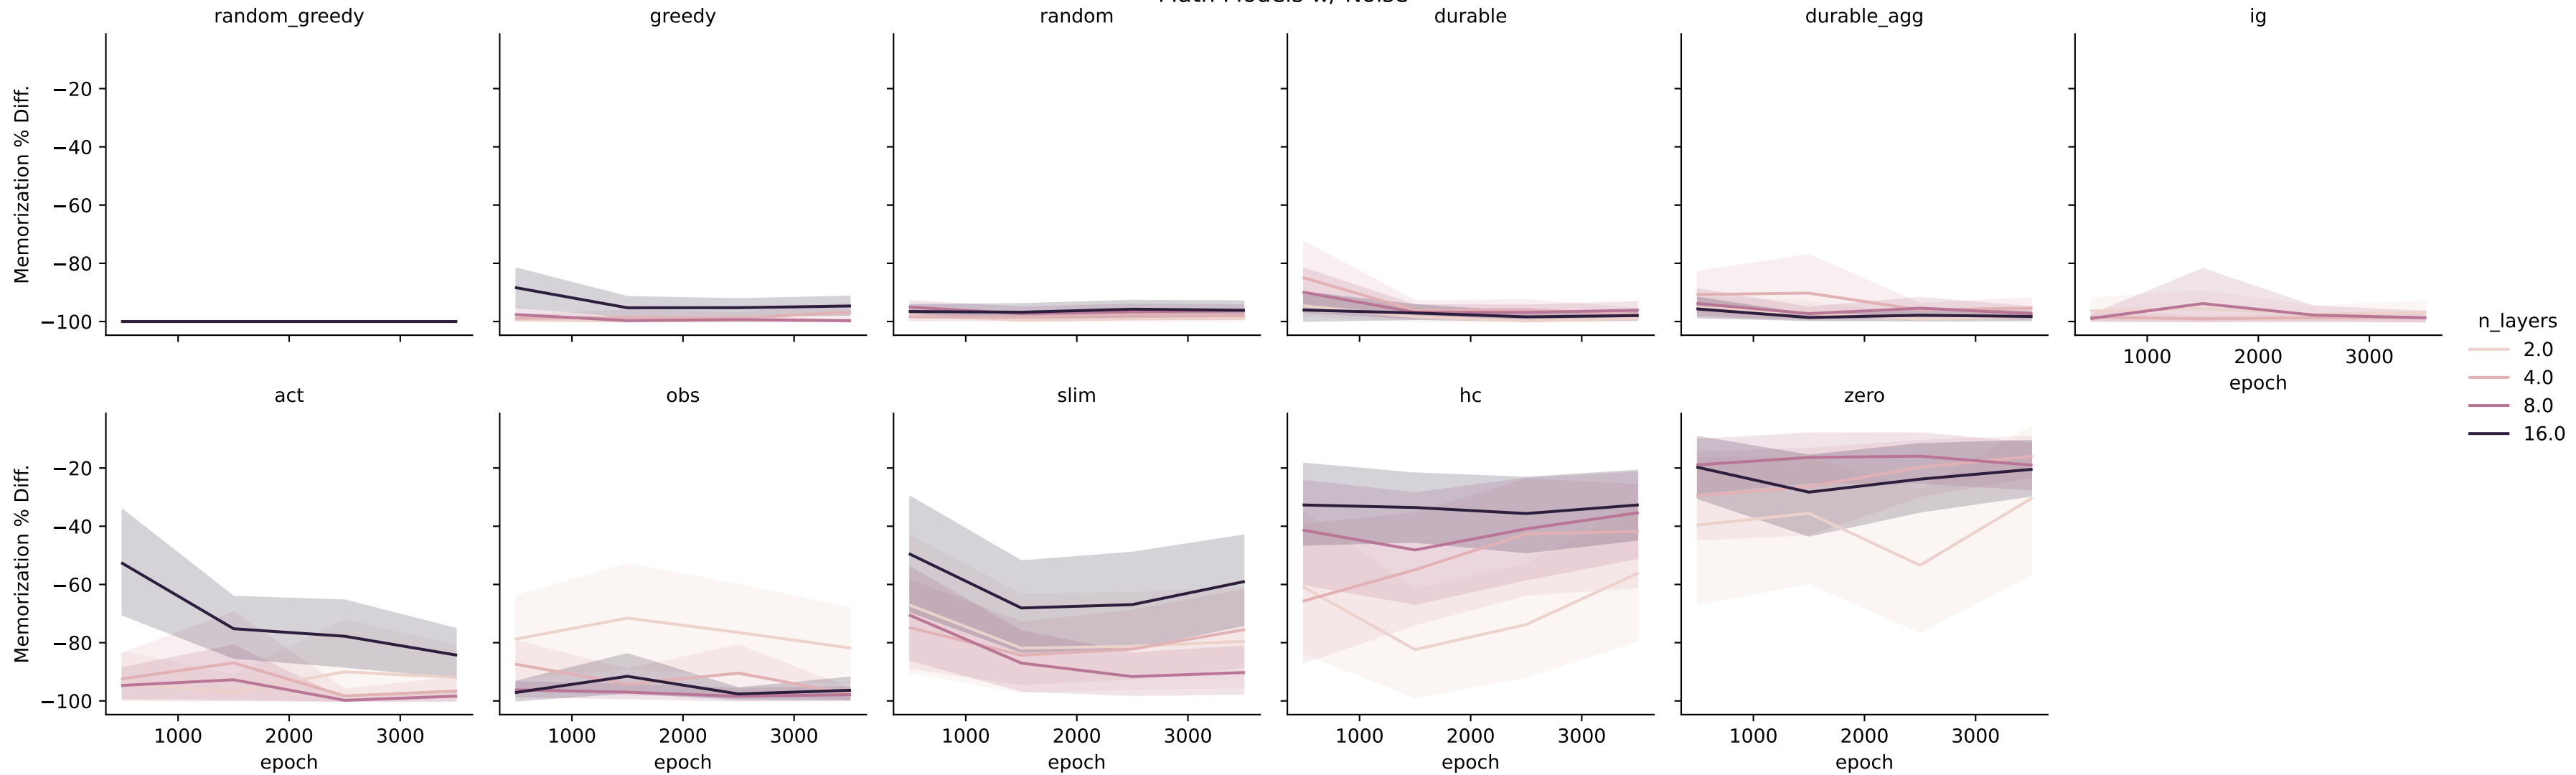 random_greedy
greedy
random
durable
durable_agg
ig
Memorization % Diff.
−20
−40
−60
−80
−100
1000 2000 3000
epoch
n_layers
2.0
4.0
8.0
16.0
act
obs
slim
hc
zero
Memorization % Diff.
−20
−40
−60
−80
−100
1000 2000 3000
epoch
1000 2000 3000
epoch
1000 2000 3000
epoch
1000 2000 3000
epoch
1000 2000 3000
epoch